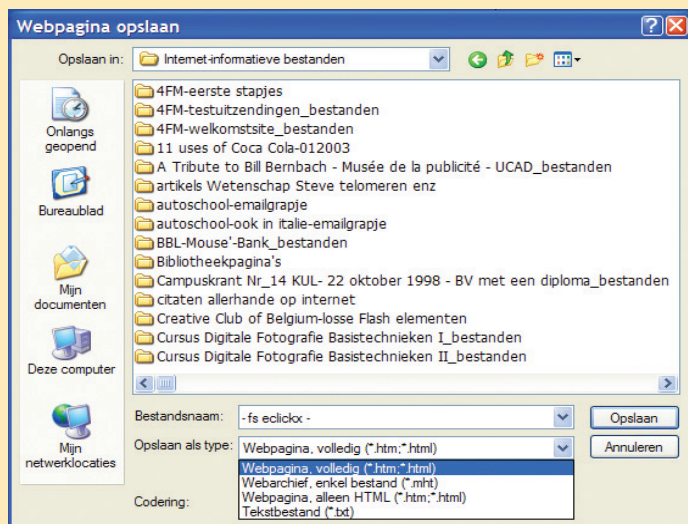 Webpagina opslaan
Opslaan in:
Internet-informatieve bestanden
Onlangs
geopend
Bureaublad
Mijn
documenten
Deze computer
Mijn
netwerklocaties
4FM-eerste stapjes
4FM-testuitzendingen_bestanden
4FM-welkomstsite_bestanden
11 uses of Coca Cola-012003
A Tribute to Bill Bernbach - Musée de la publicité - UCAD_bestanden
artikels Wetenschap Steve telomeren enz
autoschool-emailgrapje
autoschool-ook in italie-emailgrapje
BBL-Mouse'-Bank_bestanden
Bibliotheekpagina's
Campuskrant Nr_14 KUL- 22 oktober 1998 - BV met een diploma_bestanden
citaten allerhande op internet
Creative Club of Belgium-losse Flash elementen
Cursus Digitale Fotografie Basistechnieken I_bestanden
Cursus Digitale Fotografie Basistechnieken II_bestanden
Bestandsnaam:
-fs eclickx -
Opslaan
Opslaan als type:
Webpagina, volledig (*.htm;*.html)
Annuleren
Webpagina, volledig (*.htm;*.html)
Webarchief, enkel bestand (*.mht)
Webpagina, alleen HTML (*.htm;*.html)
Tekstbestand (*.txt)
Codering: